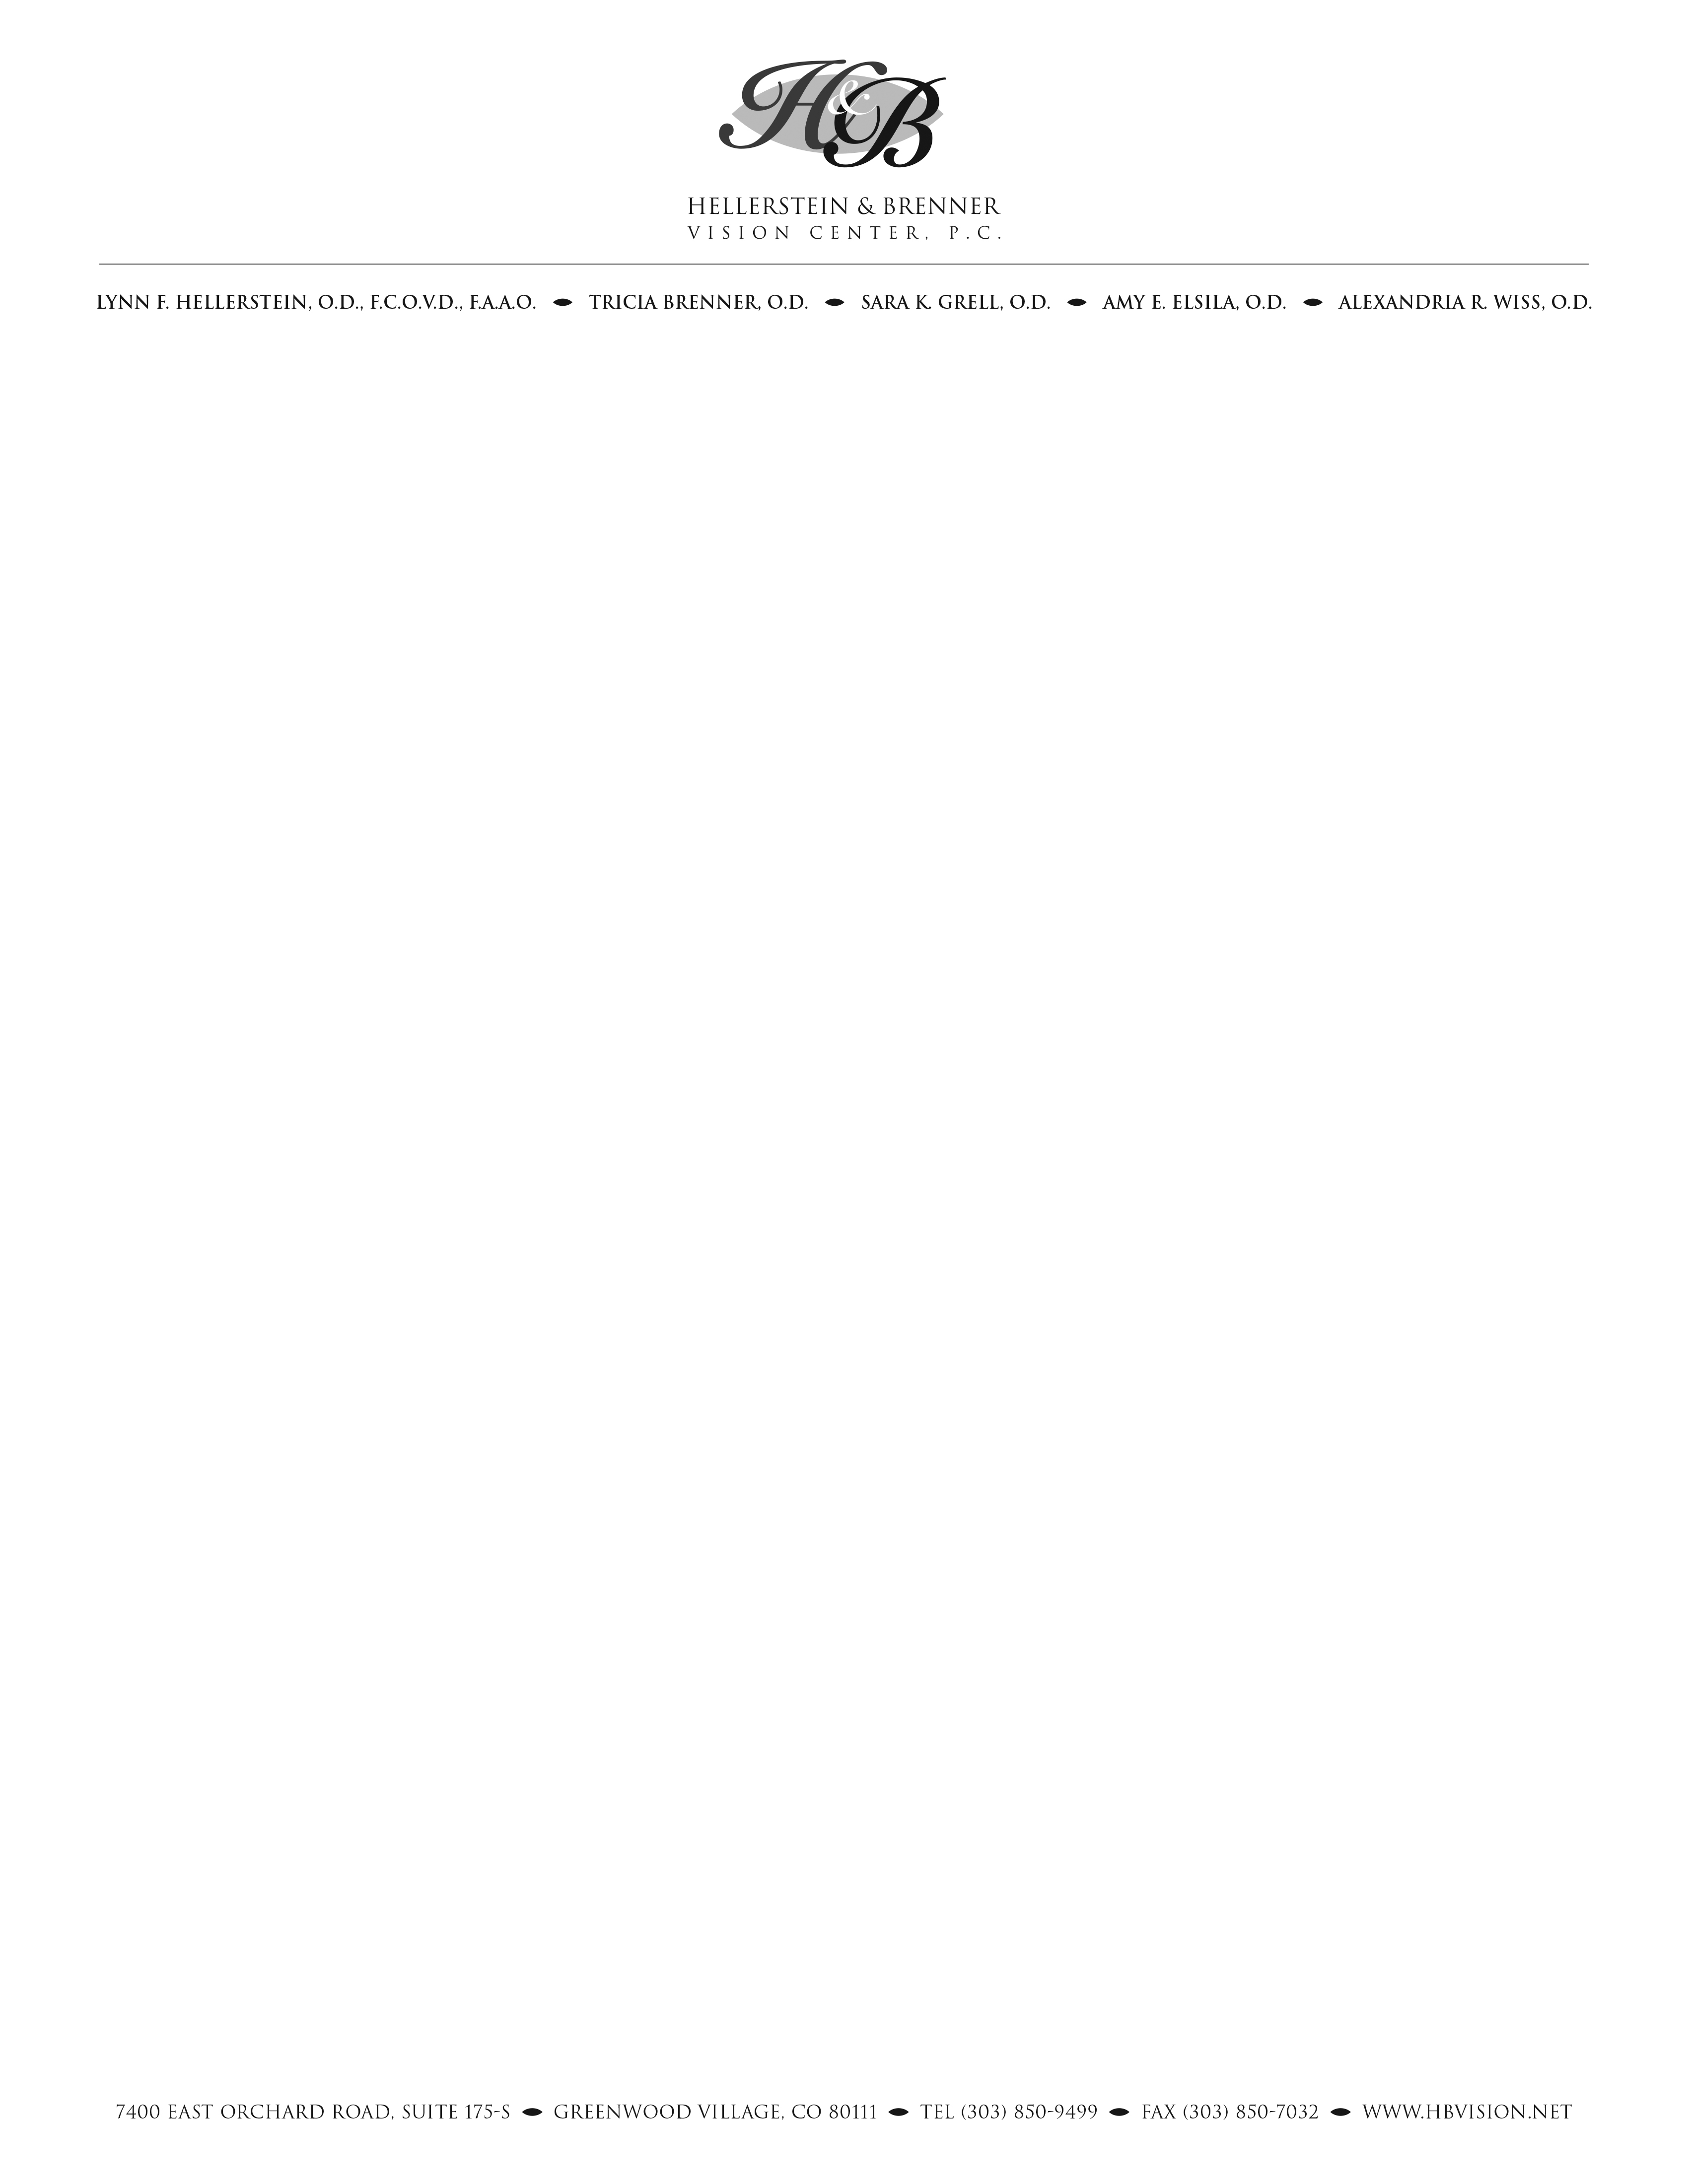 H&B
HELLERSTEIN & BRENNER
VISION CENTER, P.C.
LYNN F. HELLERSTEIN, O.D., F.C.O.V.D., F.A.A.O. TRICIA BRENNER, O.D. SARA K. GRELL, O.D. AMY E. ELSILA, O.D. ALEXANDRIA R. WISS, O.D.
7400 EAST ORCHARD ROAD, SUITE 175-S GREENWOOD VILLAGE, CO 80111 TEL (303) 850-9499 FAX (303) 850-7032 WWW.HBVISION.NET